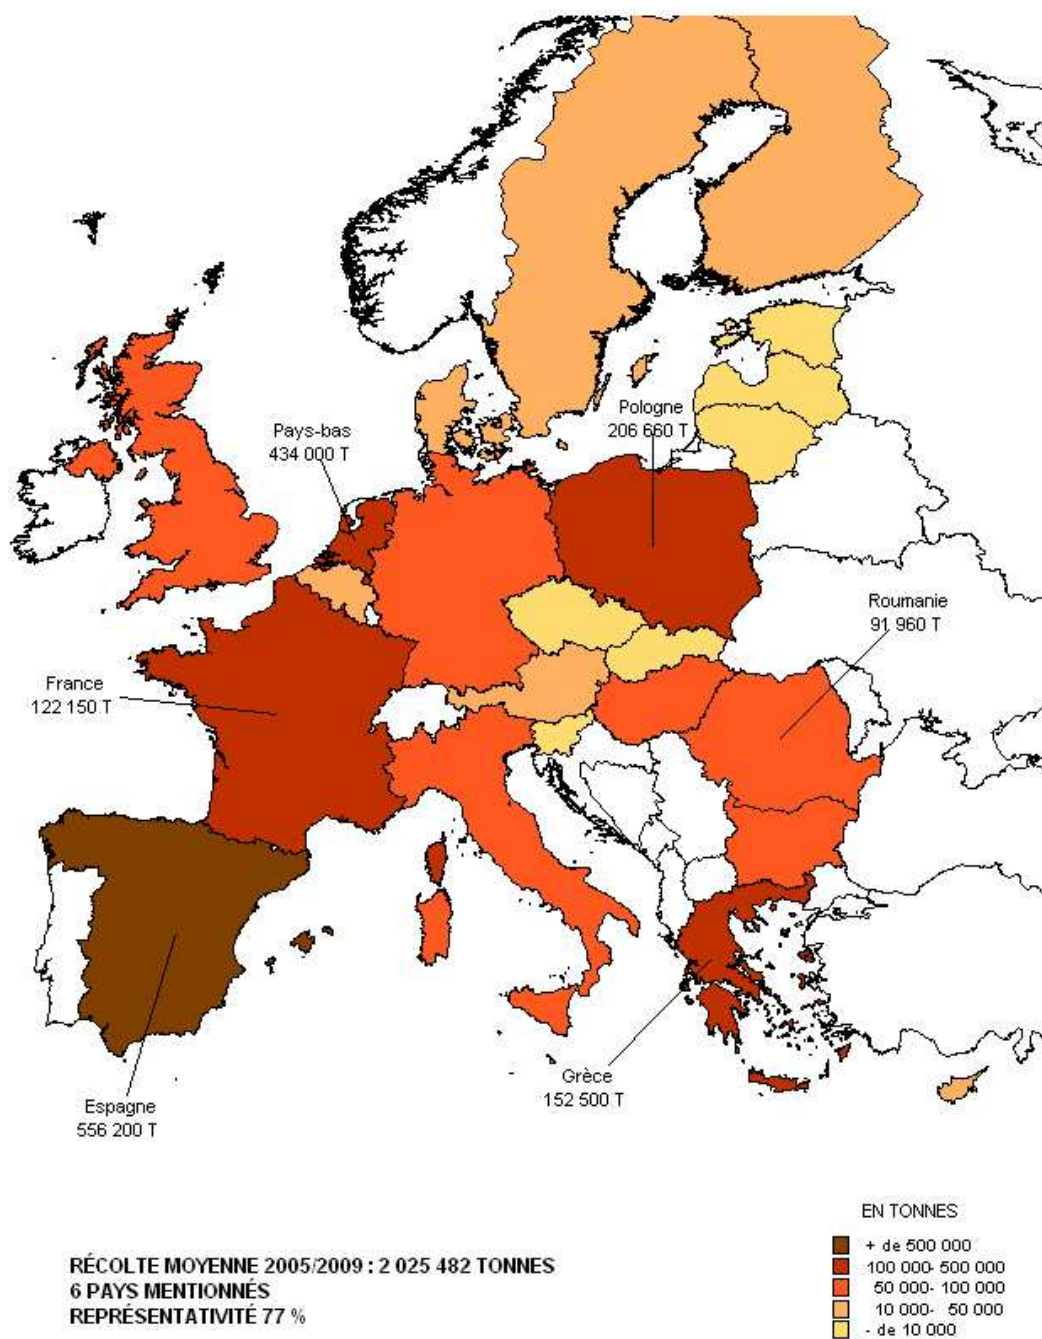 Pologne
206 660 T
Pays-bas
434 000 T
Roumanie
91 960 T
France
122 150 T
Grèce
152 500 T
Espagne
556 200 T
EN TONNES
+ de 500 000
100 000- 500 000
50 000- 100 000
10 000- 50 000
- de 10 000
RÉCOLTE MOYENNE 2005/2009 : 2 025 482 TONNES
6 PAYS MENTIONNÉS
REPRÉSENTATIVITÉ 77 %